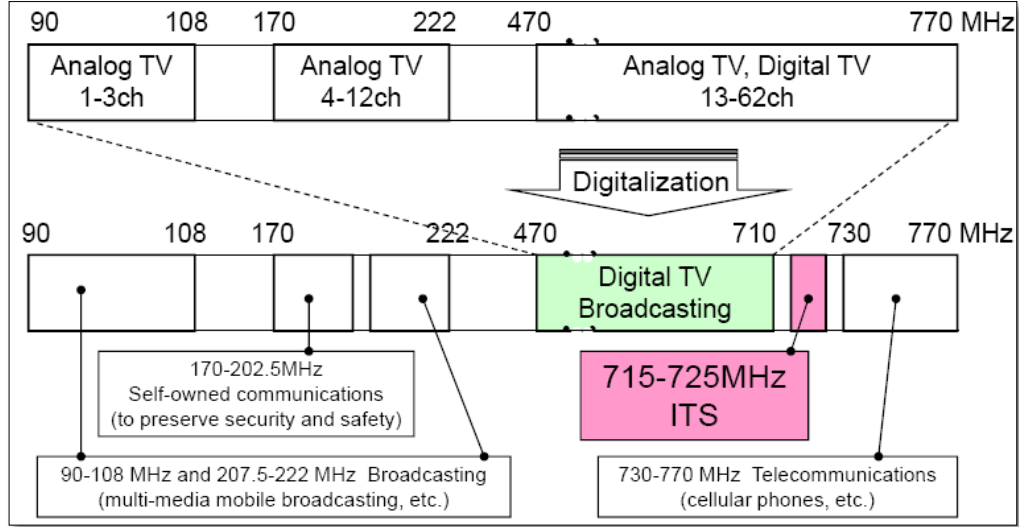 90 108 170 222 470 770 MHz
Analog TV
1-3ch
Analog TV
4-12ch
Analog TV, Digital TV
13-62ch
Digitalization
90 108 170 222 470 710 730 770 MHz
Digital TV
Broadcasting
170-202.5MHz
Self-owned communications
(to preserve security and safety)
715-725MHz
ITS
90-108 MHz and 207.5-222 MHz Broadcasting
(multi-media mobile broadcasting, etc.)
730-770 MHz Telecommunications
(cellular phones, etc.)